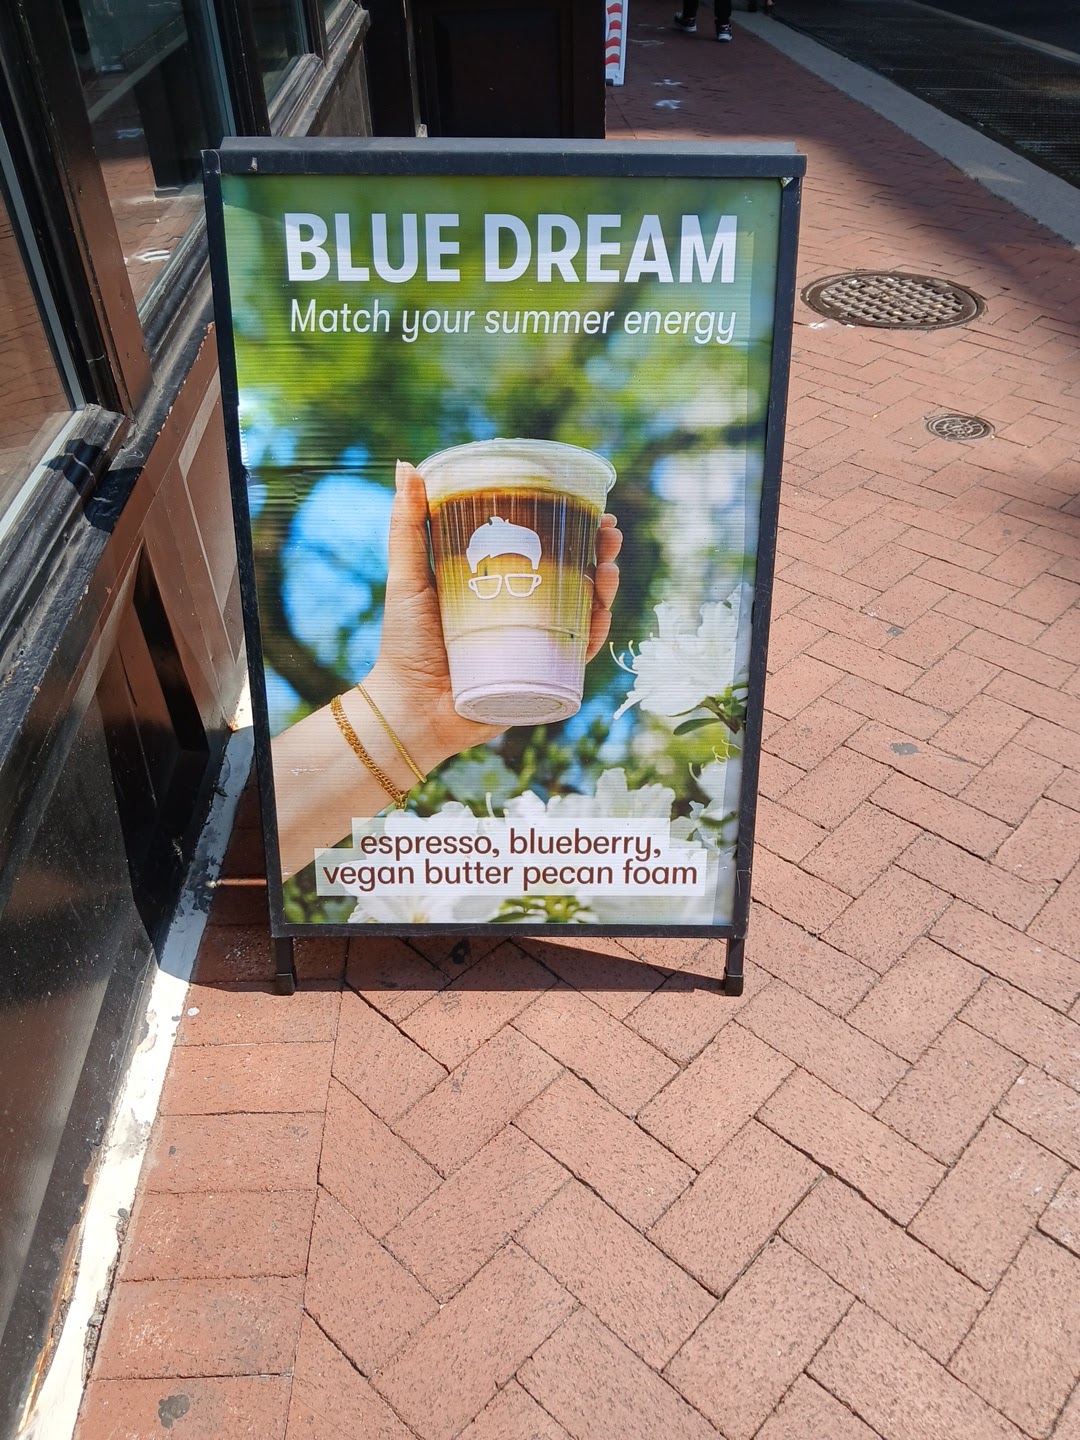 BLUE DREAM
Match your summer energy
espresso, blueberry,
vegan butter pecan foam